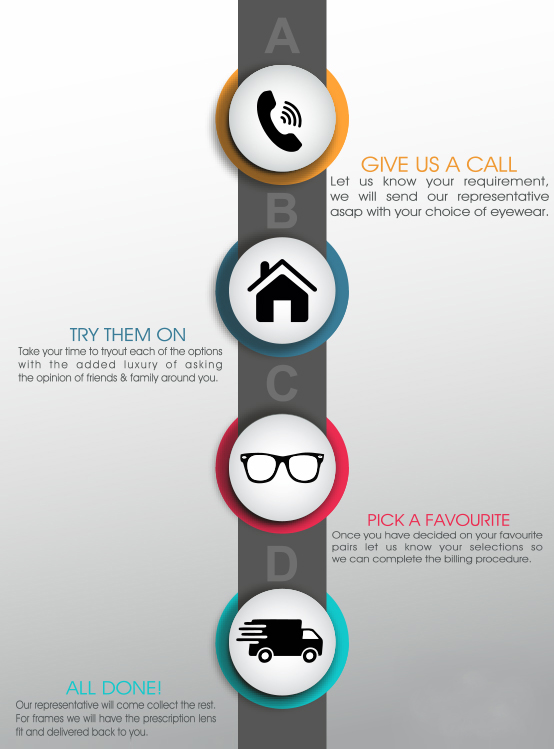 A
GIVE US A CALL
Let us know your requirement,
we will send our representative
asap with your choice of eyewear.
B
TRY THEM ON
Take your time to tryout each of the options
with the added luxury of asking
the opinion of friends & family around you.
C
PICK A FAVOURITE
Once you have decided on your favourite
pairs let us know your selections so
we can complete the billing procedure.
D
ALL DONE!
Our representative will come collect the rest.
For frames we will have the prescription lens
fit and delivered back to you.